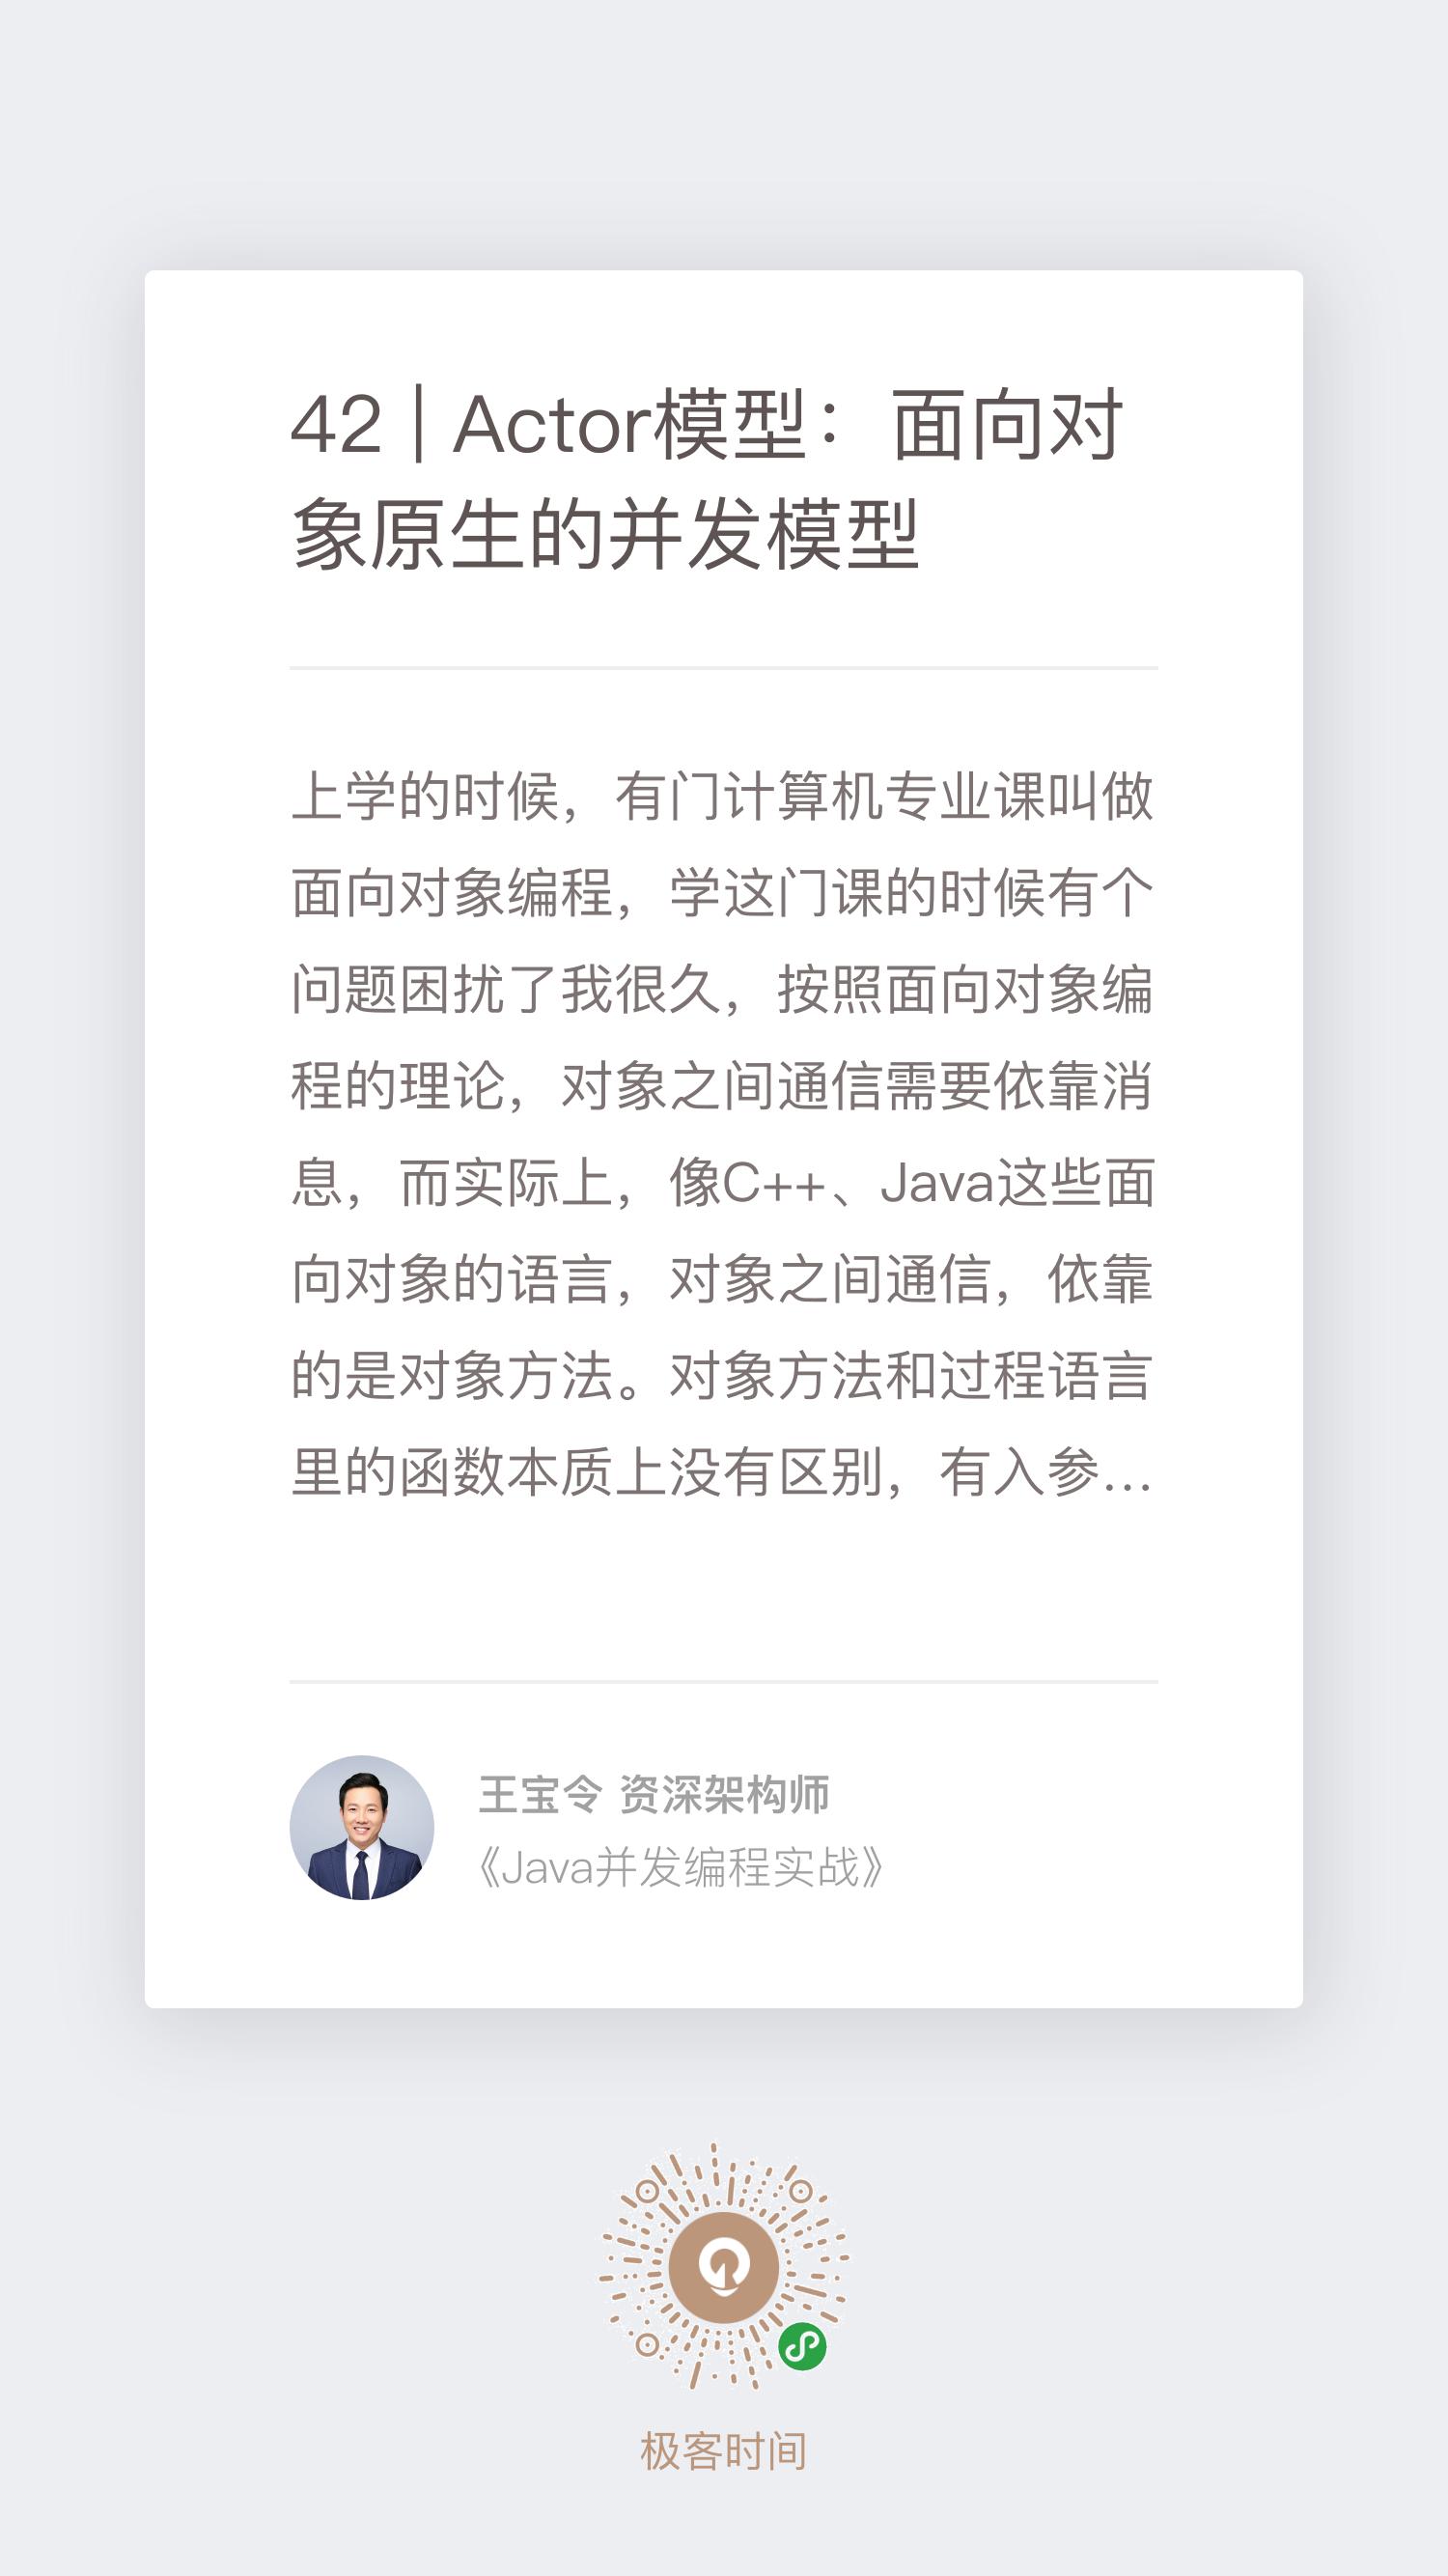 42 | Actor模型：面向对
象原生的并发模型
上学的时候，有门计算机专业课叫做
面向对象编程，学这门课的时候有个
问题困扰了我很久，按照面向对象编
程的理论，对象之间通信需要依靠消
息，而实际上，像C++、Java这些面
向对象的语言，对象之间通信，依靠
的是对象方法。对象方法和过程语言
里的函数本质上没有区别，有入参...
王宝令 资深架构师
《Java并发编程实战》
极客时间